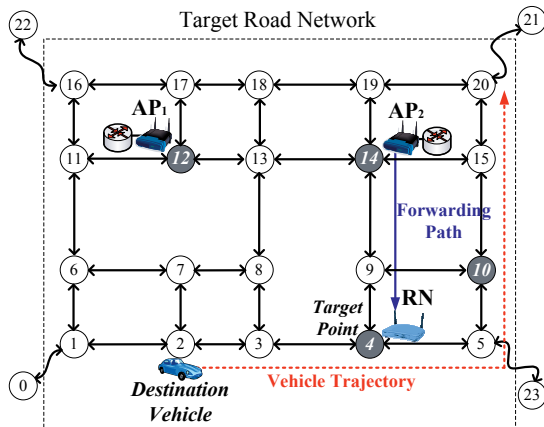 Target Road Network
22
21
16
17
18
19
20
AP1
AP2
11
12
13
14
15
Forwarding
Path
6
7
8
9
10
RN
Target
Point
1
2
3
4
5
0
Vehicle Trajectory
Destination
Vehicle
23